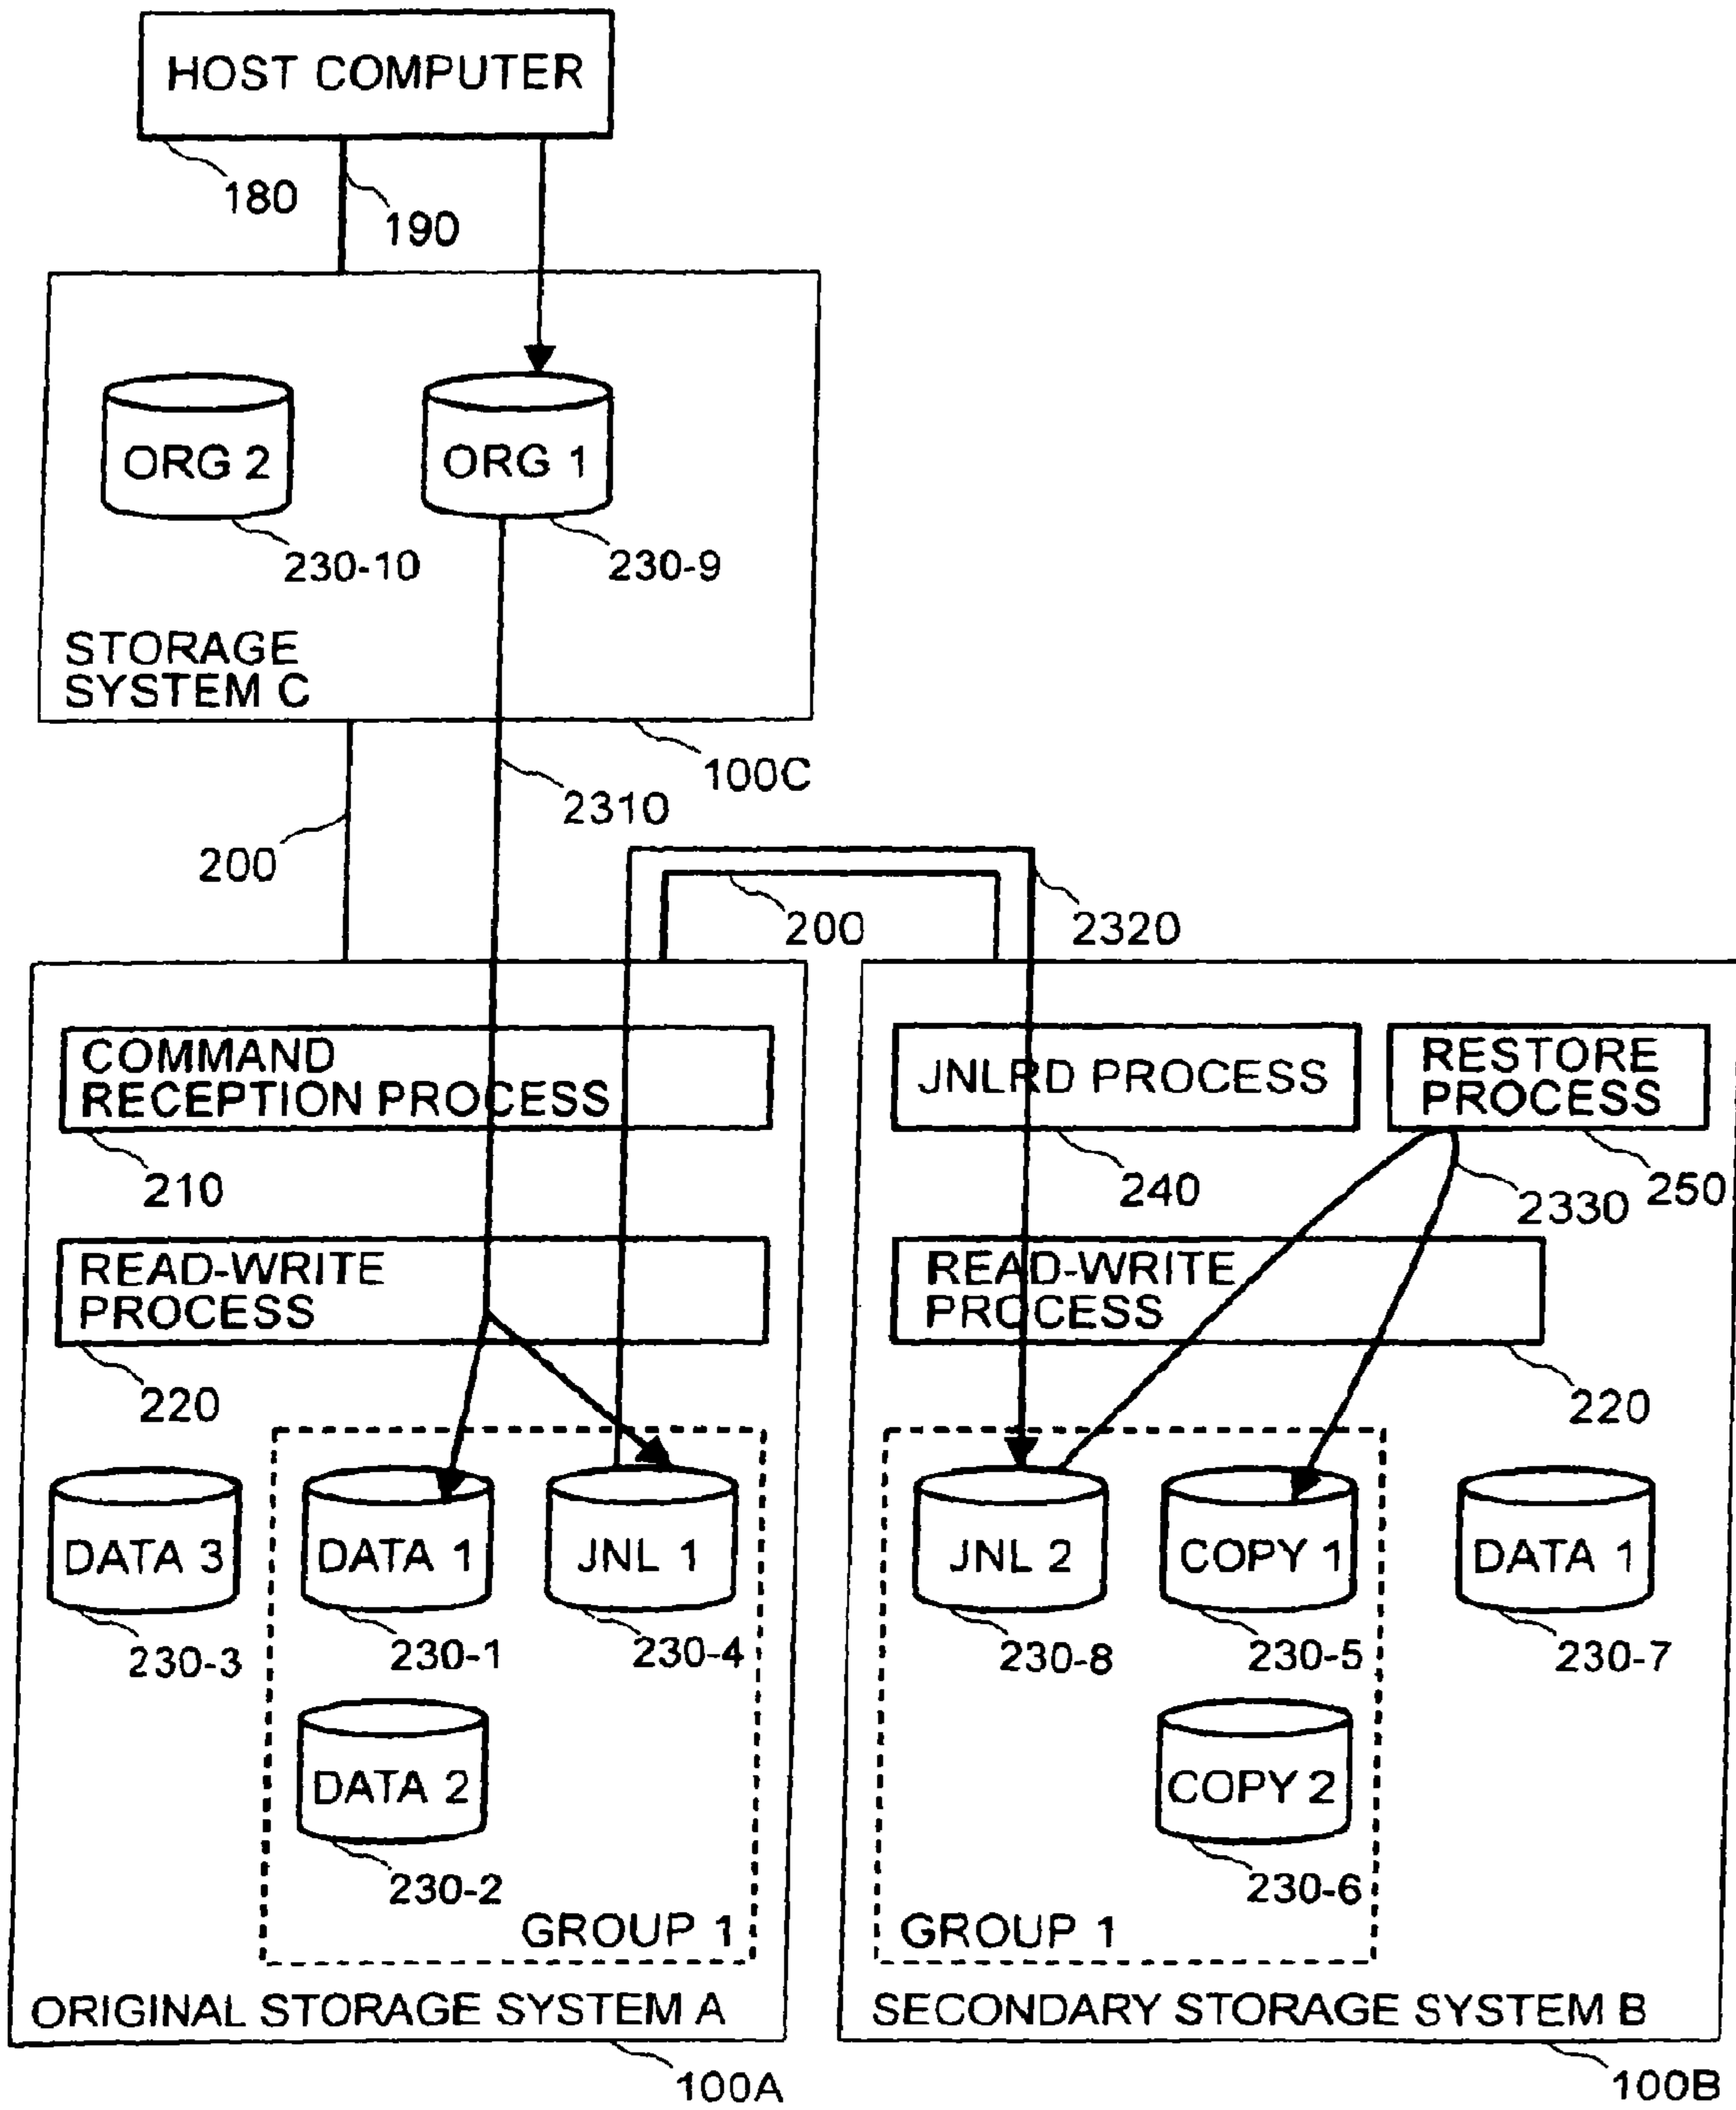 HOST COMPUTER
180
190
ORG 2
ORG 1
230-10
230-9
STORAGE
SYSTEM C
100C
2310
200
200
2320
COMMAND
RECEPTION PROCESS
JNLRD PROCESS
RESTORE
PROCESS
210
240
2330
250
READ-WRITE
PROCESS
READ-WRITE
PROCESS
220
220
DATA 3
DATA 1
JNL 1
JNL 2
COPY 1
DATA 1
230-3
230-1
230-4
230-8
230-5
230-7
DATA 2
COPY 2
230-2
230-6
GROUP 1
GROUP 1
ORIGINAL STORAGE SYSTEM A
SECONDARY STORAGE SYSTEM B
100A
100B